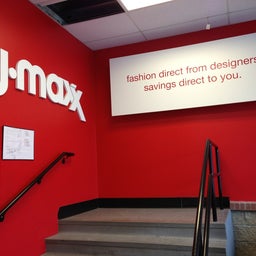 j·maxx
fashion direct from designers
savings direct to you.